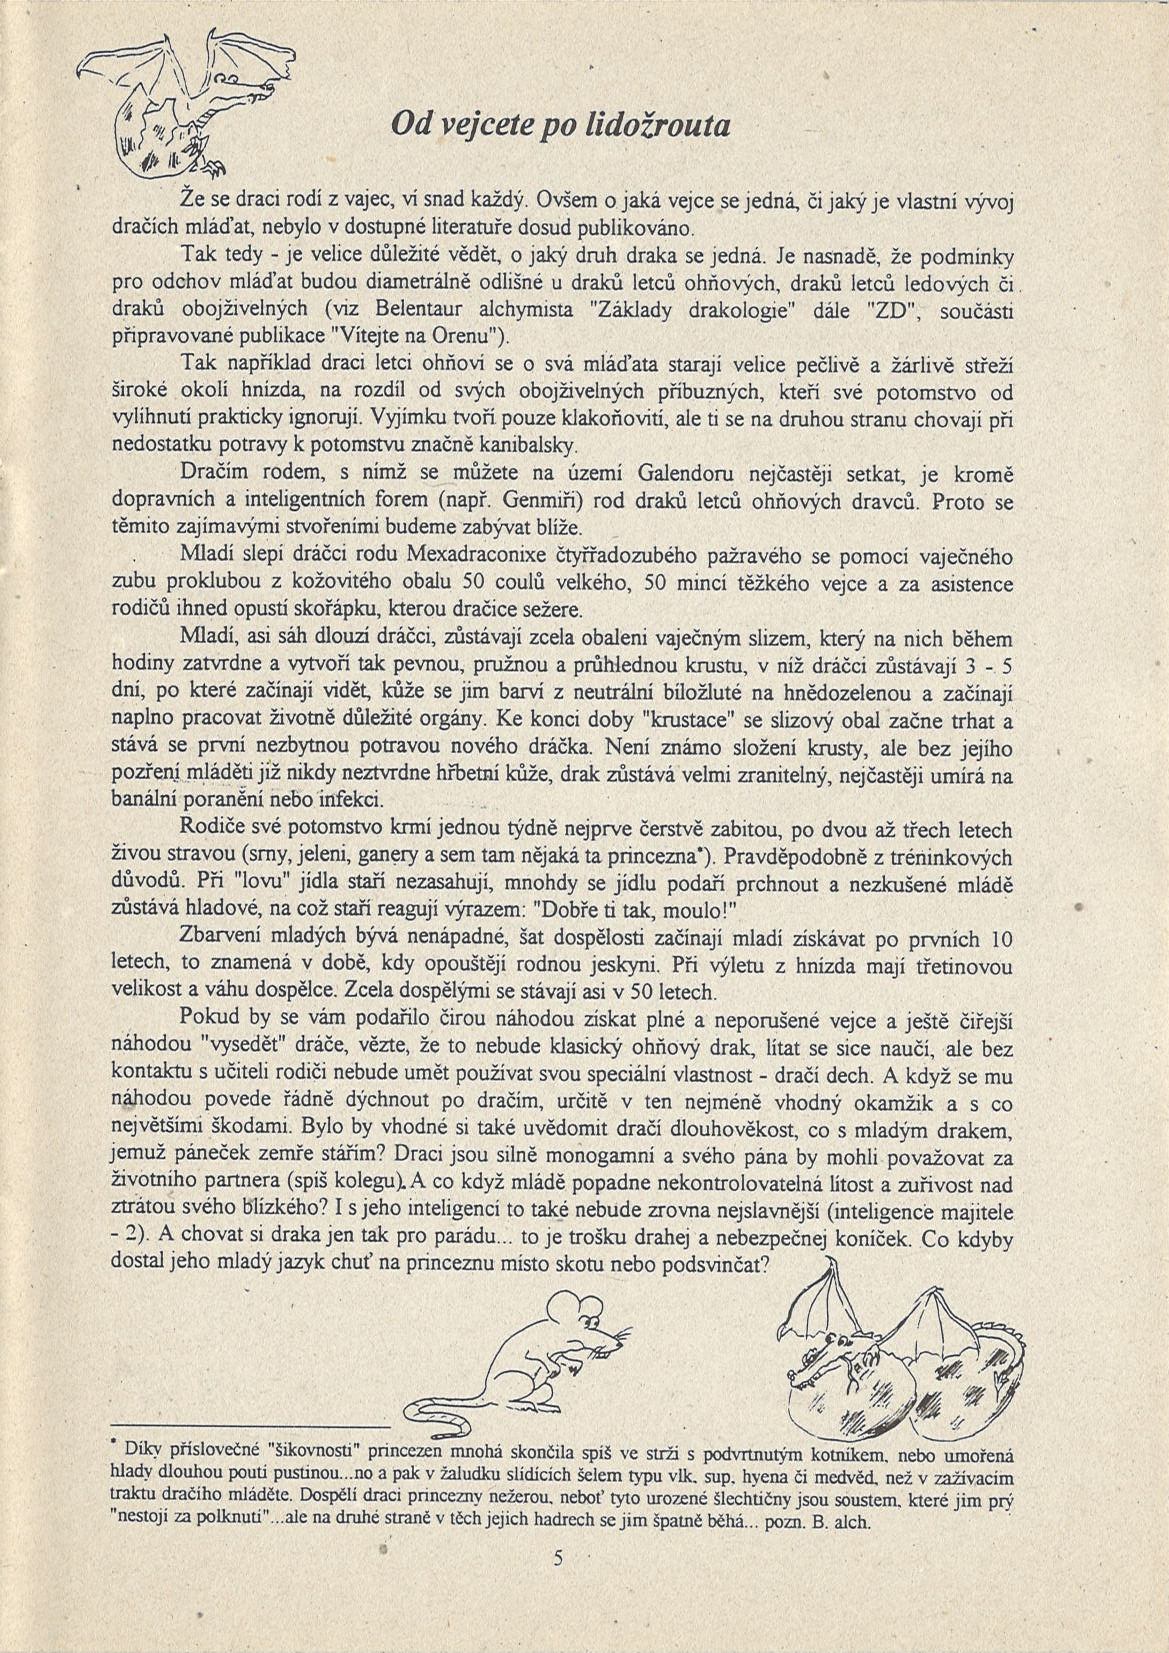 Od vejcete po lidožrouta
Že se draci rodí z vajec, ví snad každý. Ovšem o jaká vejce se jedná, či jaký je vlastní vývoj
dračích mláďat, nebylo v dostupné literatuře dosud publikováno.
Tak tedy - je velice důležité vědět, o jaký druh draka se jedná. Je nasnadě, že podmínky
pro odchov mláďat budou diametrálně odlišné u draků letců ohňových, draků letců ledových či
draků obojživelných (viz Belentaur alchymista "Základy drakologie" dále "ZD", součásti
připravované publikace "Vítejte na Orenu").
Tak například draci letci ohňoví se o svá mláďata starají velice pečlivě a žárlivě střeží
široké okolí hnízda, na rozdíl od svých obojživelných příbuzných, kteří své potomstvo od
vylíhnutí prakticky ignorují. Vyjímku tvoří pouze klakoňovití, ale ti se na druhou stranu chovají při
nedostatku potravy k potomstvu značně kanibalsky.
Dračím rodem, s nímž se můžete na území Galendoru nejčastěji setkat, je kromě
dopravních a inteligentních forem (např. Genmiři) rod draků letců ohňových dravců. Proto se
těmito zajímavými stvořeními budeme zabývat blíže.
Mladí slepí dráčci rodu Mexadraconixe čtyřřadozubého pažravého se pomocí vaječného
zubu proklubou z kožovitého obalu 50 coulů velkého, 50 mincí těžkého vejce a za asistence
rodičů ihned opustí skořápku, kterou dračice sežere.
Mladí, asi sáh dlouzí dráčci, zůstávají zcela obaleni vaječným slizem, který na nich během
hodiny zatvrdne a vytvoří tak pevnou, pružnou a průhlednou krustu, v níž dráčci zůstávají 3 - 5
dní, po které začínají vidět, kůže se jim barví z neutrální bíložluté na hnědozelenou a začínají
naplno pracovat životně důležité orgány. Ke konci doby "krustace" se slizový obal začne trhat a
stává se první nezbytnou potravou nového dráčka. Není známo složení krusty, ale bez jejího
pozření mláděti již nikdy neztvrdne hřbetní kůže, drak zůstává velmi zranitelný, nejčastěji umírá na
banální poranění nebo infekci.
Rodiče své potomstvo krmí jednou týdně nejprve čerstvě zabitou, po dvou až třech letech
živou stravou (srny, jeleni, ganery a sem tam nějaká ta princezna*). Pravděpodobně z tréninkových
důvodů. Při "lovu" jídla staří nezasahují, mnohdy se jídlu podaří prchnout a nezkušené mládě
zůstává hladové, na což staří reagují výrazem: "Dobře ti tak, moulo!"
Zbarvení mladých bývá nenápadné, šat dospělosti začínají mladí získávat po prvních 10
letech, to znamená v době, kdy opouštějí rodnou jeskyni. Při výletu z hnízda mají třetinovou
velikost a váhu dospělce. Zcela dospělými se stávají asi v 50 letech.
Pokud by se vám podařilo čirou náhodou získat plné a neporušené vejce a ještě čiřejší
náhodou "vysedět" dráče, vězte, že to nebude klasický ohňový drak, lítat se sice naučí, ale bez
kontaktu s učiteli rodiči nebude umět používat svou speciální vlastnost - dračí dech. A když se mu
náhodou povede řádně dýchnout po dračím, určitě v ten nejméně vhodný okamžik a s co
největšími škodami. Bylo by vhodné si také uvědomit dračí dlouhověkost, co s mladým drakem,
jemuž páneček zemře stářím? Draci jsou silně monogamní a svého pána by mohli považovat za
životního partnera (spíš kolegu). A co když mládě popadne nekontrolovatelná lítost a zuřivost nad
ztrátou svého blízkého? I s jeho inteligencí to také nebude zrovna nejslavnější (inteligence majitele
- 2). A chovat si draka jen tak pro parádu... to je trošku drahej a nebezpečnej koníček. Co kdyby
dostal jeho mladý jazyk chuť na princeznu místo skotu nebo podsvinčat?
* Díky příslovečné "šikovnosti" princezen mnohá skončila spíš ve strži s podvrtnutým kotníkem, nebo umořená
hlady dlouhou poutí pustinou...no a pak v žaludku slídících šelem typu vlk, sup, hyena či medvěd, než v zažívacím
traktu dračího mláděte. Dospělí draci princezny nežerou, neboť tyto urozené šlechtičny jsou soustem, které jim prý
"nestojí za polknutí"...ale na druhé straně v těch jejich hadrech se jim špatně běhá... pozn. B. alch.
5